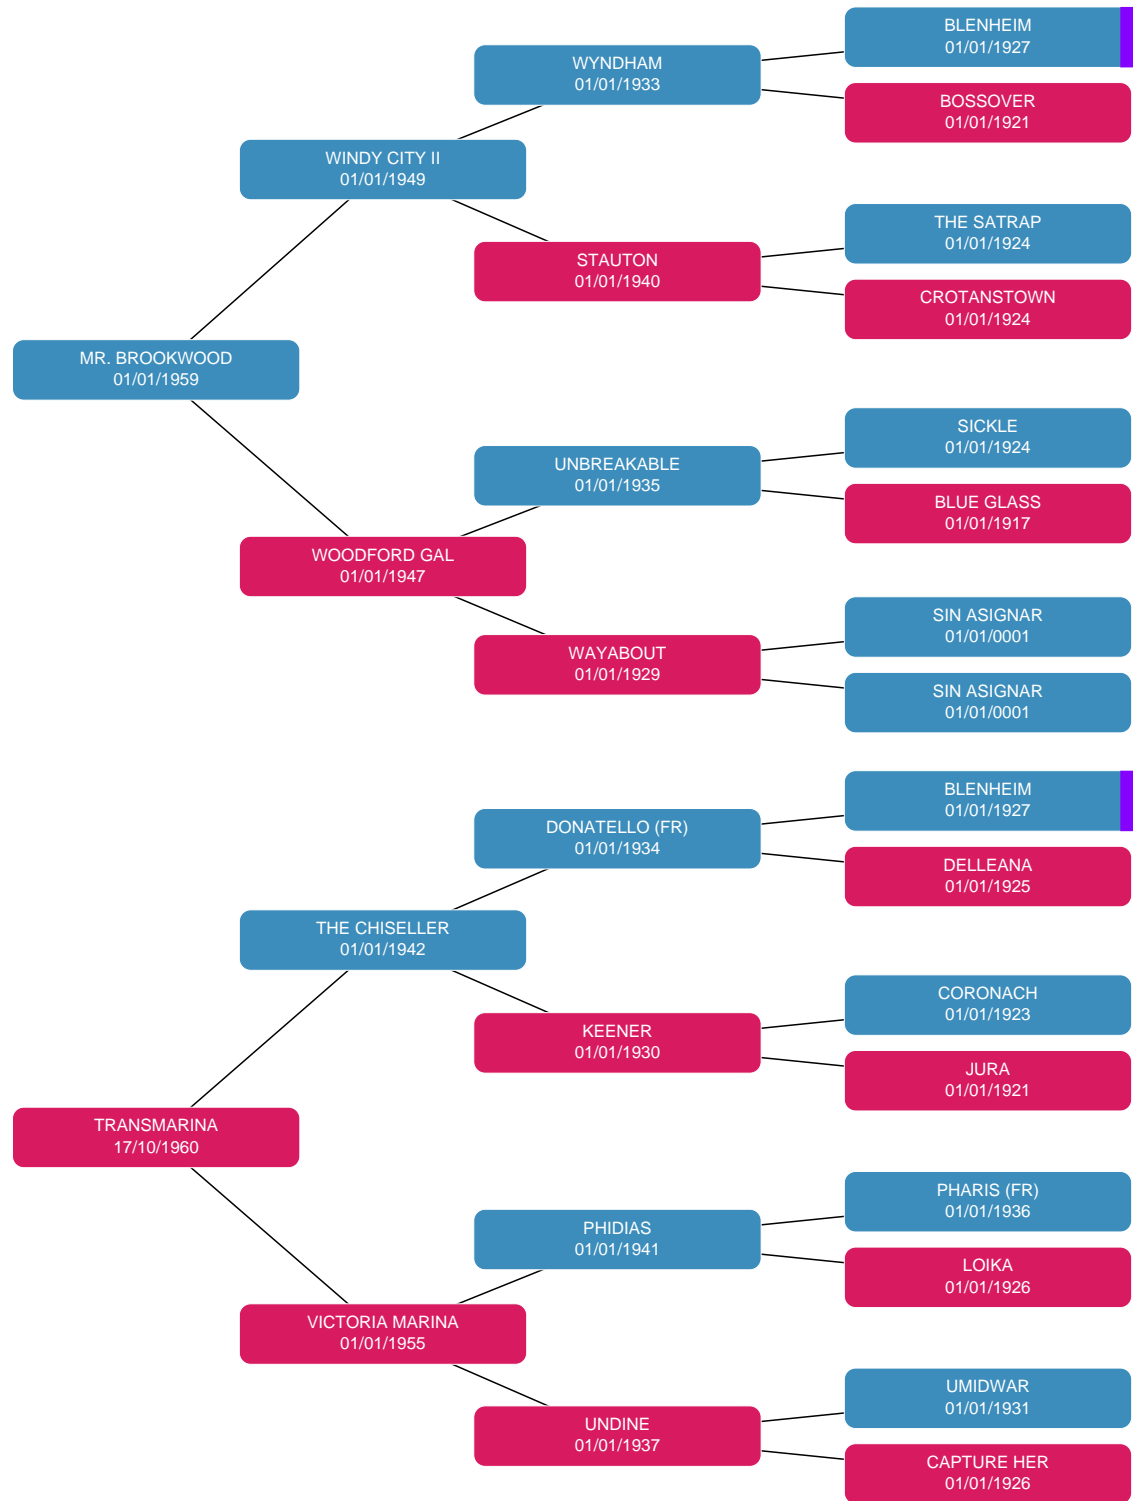 BLENHEIM
01/01/1927
WYNDHAM
01/01/1933
BOSSOVER
01/01/1921
WINDY CITY II
01/01/1949
THE SATRAP
01/01/1924
STAUTON
01/01/1940
CROTANSTOWN
01/01/1924
MR. BROOKWOOD
01/01/1959
SICKLE
01/01/1924
UNBREAKABLE
01/01/1935
BLUE GLASS
01/01/1917
WOODFORD GAL
01/01/1947
SIN ASIGNAR
01/01/0001
WAYABOUT
01/01/1929
SIN ASIGNAR
01/01/0001
BLENHEIM
01/01/1927
DONATELLO (FR)
01/01/1934
DELLEANA
01/01/1925
THE CHISELLER
01/01/1942
CORONACH
01/01/1923
KEENER
01/01/1930
JURA
01/01/1921
TRANSMARINA
17/10/1960
PHARIS (FR)
01/01/1936
PHIDIAS
01/01/1941
LOIKA
01/01/1926
VICTORIA MARINA
01/01/1955
UMIDWAR
01/01/1931
UNDINE
01/01/1937
CAPTURE HER
01/01/1926